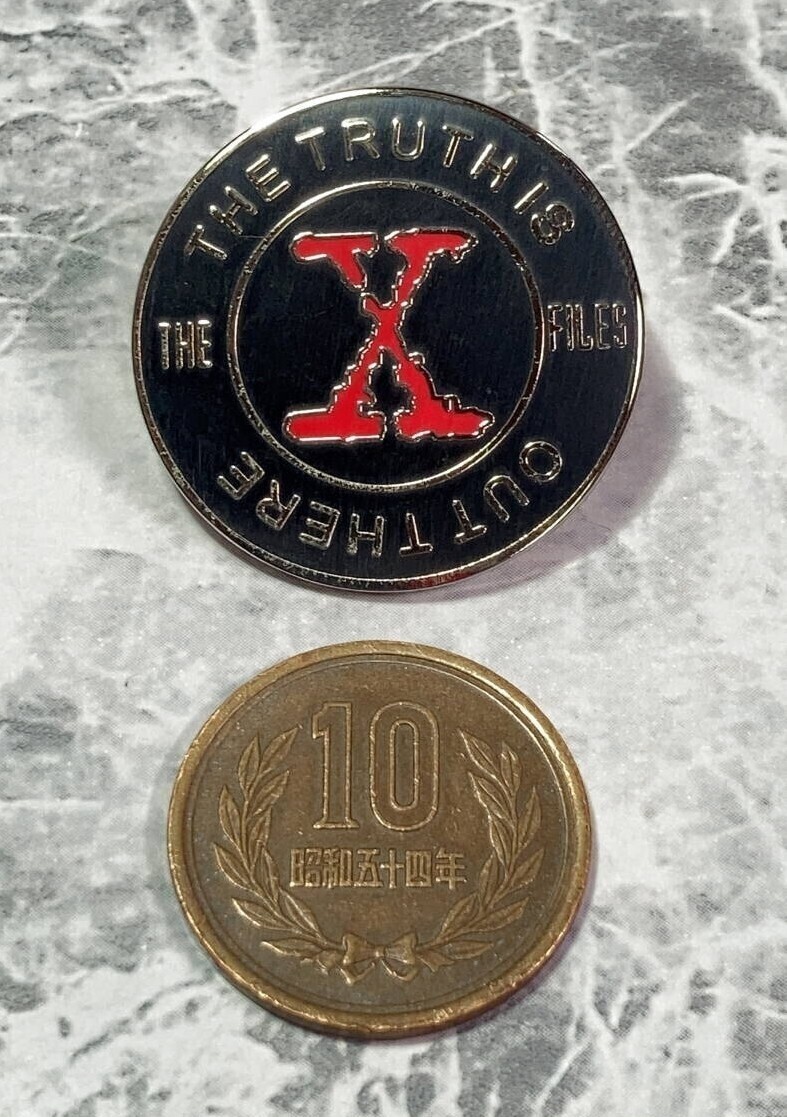 THE TRUTH IS
THE X FILES
OUT THERE
10
昭和五十四年